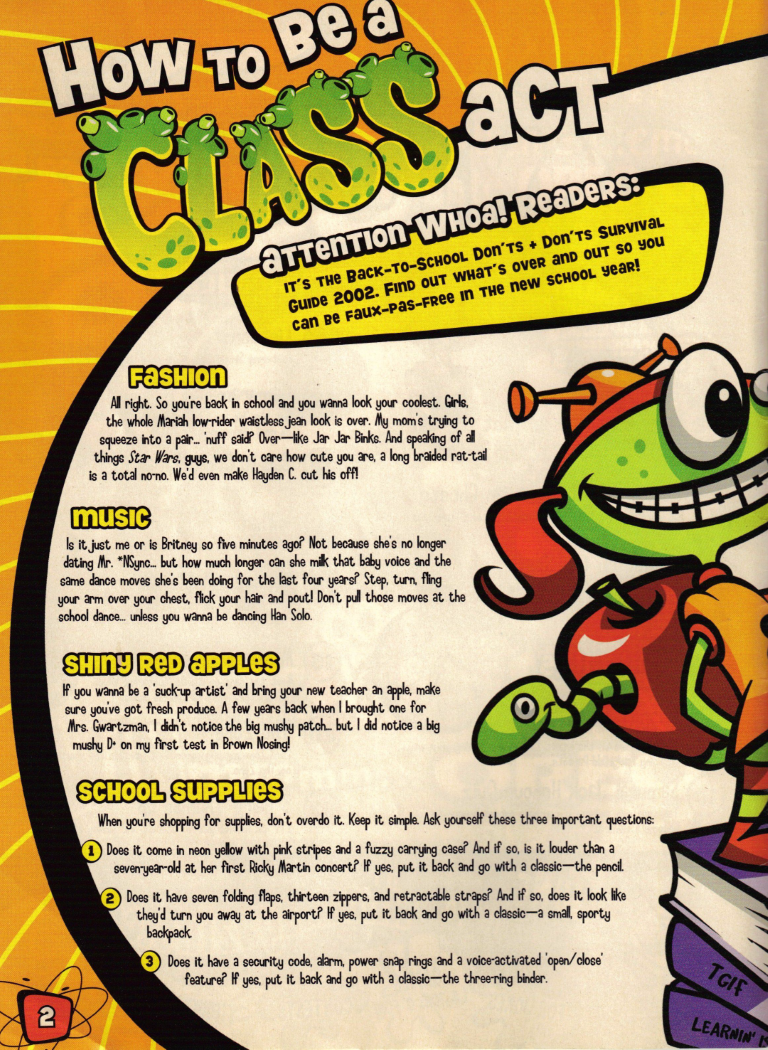 How to Be a
CLASS act
attention Whoa! Readers:
It's the Back-To-School Don'ts + Don'ts Survival
Guide 2002. Find out what's over and out so you
can be faux-pas-free in the new school year!
Fashion
All right. So you're back in school and you wanna look your coolest. Girls,
the whole Mariah low-rider waistless jean look is over. My mom's trying to
squeeze into a pair... 'nuff said? Over—like Jar Jar Binks. And speaking of all
things Star Wars, guys, we don't care how cute you are, a long braided rat-tail
is a total no-no. We'd even make Hayden C. cut his off!
music
Is it just me or is Britney so five minutes ago? Not because she's no longer
dating Mr. *NSync... but how much longer can she milk that baby voice and the
same dance moves she's been doing for the last four years? Step, turn, fling
your arm over your chest, flick your hair and pout! Don't pull those moves at the
school dance... unless you wanna be dancing Han Solo.
Shiny Red Apples
If you wanna be a 'suck-up artist' and bring your new teacher an apple, make
sure you've got fresh produce. A few years back when I brought one for
Mrs. Gwartzman, I didn't notice the big mushy patch... but I did notice a big
mushy D+ on my first test in Brown Nosing!
School Supplies
When you're shopping for supplies, don't overdo it. Keep it simple. Ask yourself these three important questions:
1 Does it come in neon yellow with pink stripes and a fuzzy carrying case? And if so, is it louder than a
seven-year-old at her first Ricky Martin concert? If yes, put it back and go with a classic—the pencil.
2 Does it have seven folding flaps, thirteen zippers, and retractable straps? And if so, does it look like
they'd turn you away at the airport? If yes, put it back and go with a classic—a small, sporty
backpack.
3 Does it have a security code, alarm, power snap rings and a voice-activated 'open/close'
feature? If yes, put it back and go with a classic—the three-ring binder.
TGIF
LEARNIN' IS
2